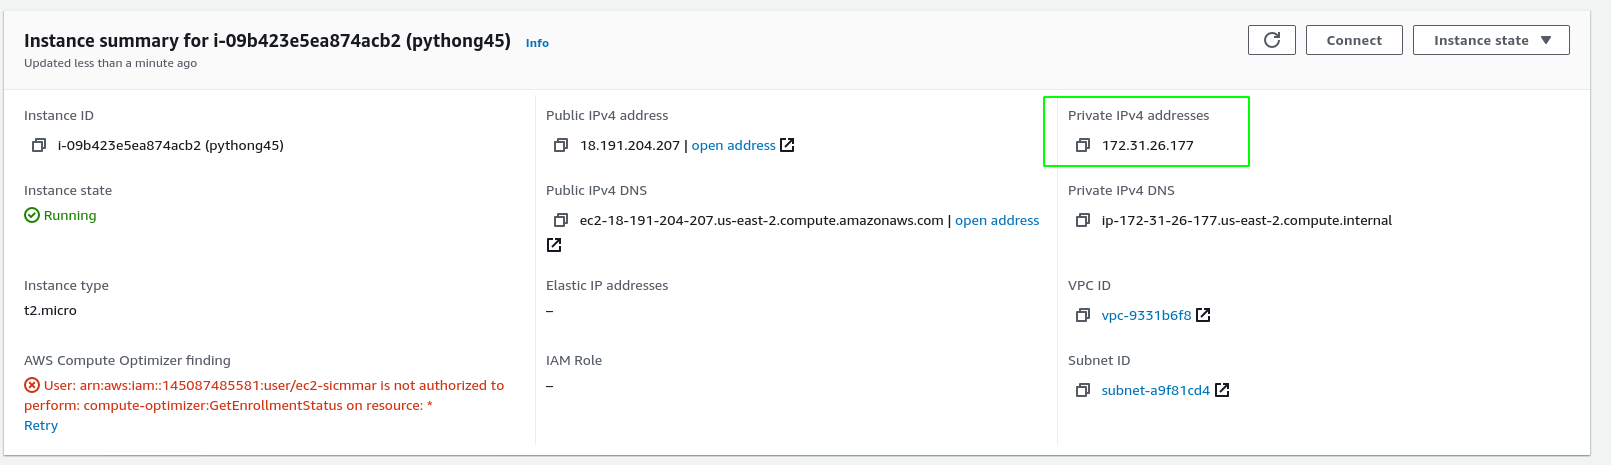 Instance summary for i-09b423e5ea874acb2 (pythong45) Info
Updated less than a minute ago
Connect
Instance state
Instance ID
i-09b423e5ea874acb2 (pythong45)
Public IPv4 address
18.191.204.207 | open address
Private IPv4 addresses
172.31.26.177
Instance state
Running
Public IPv4 DNS
ec2-18-191-204-207.us-east-2.compute.amazonaws.com | open address
Private IPv4 DNS
ip-172-31-26-177.us-east-2.compute.internal
Instance type
t2.micro
Elastic IP addresses
–
VPC ID
vpc-9331b6f8
AWS Compute Optimizer finding
User: arn:aws:iam::145087485581:user/ec2-sicmmar is not authorized to
perform: compute-optimizer:GetEnrollmentStatus on resource: *
Retry
IAM Role
–
Subnet ID
subnet-a9f81cd4